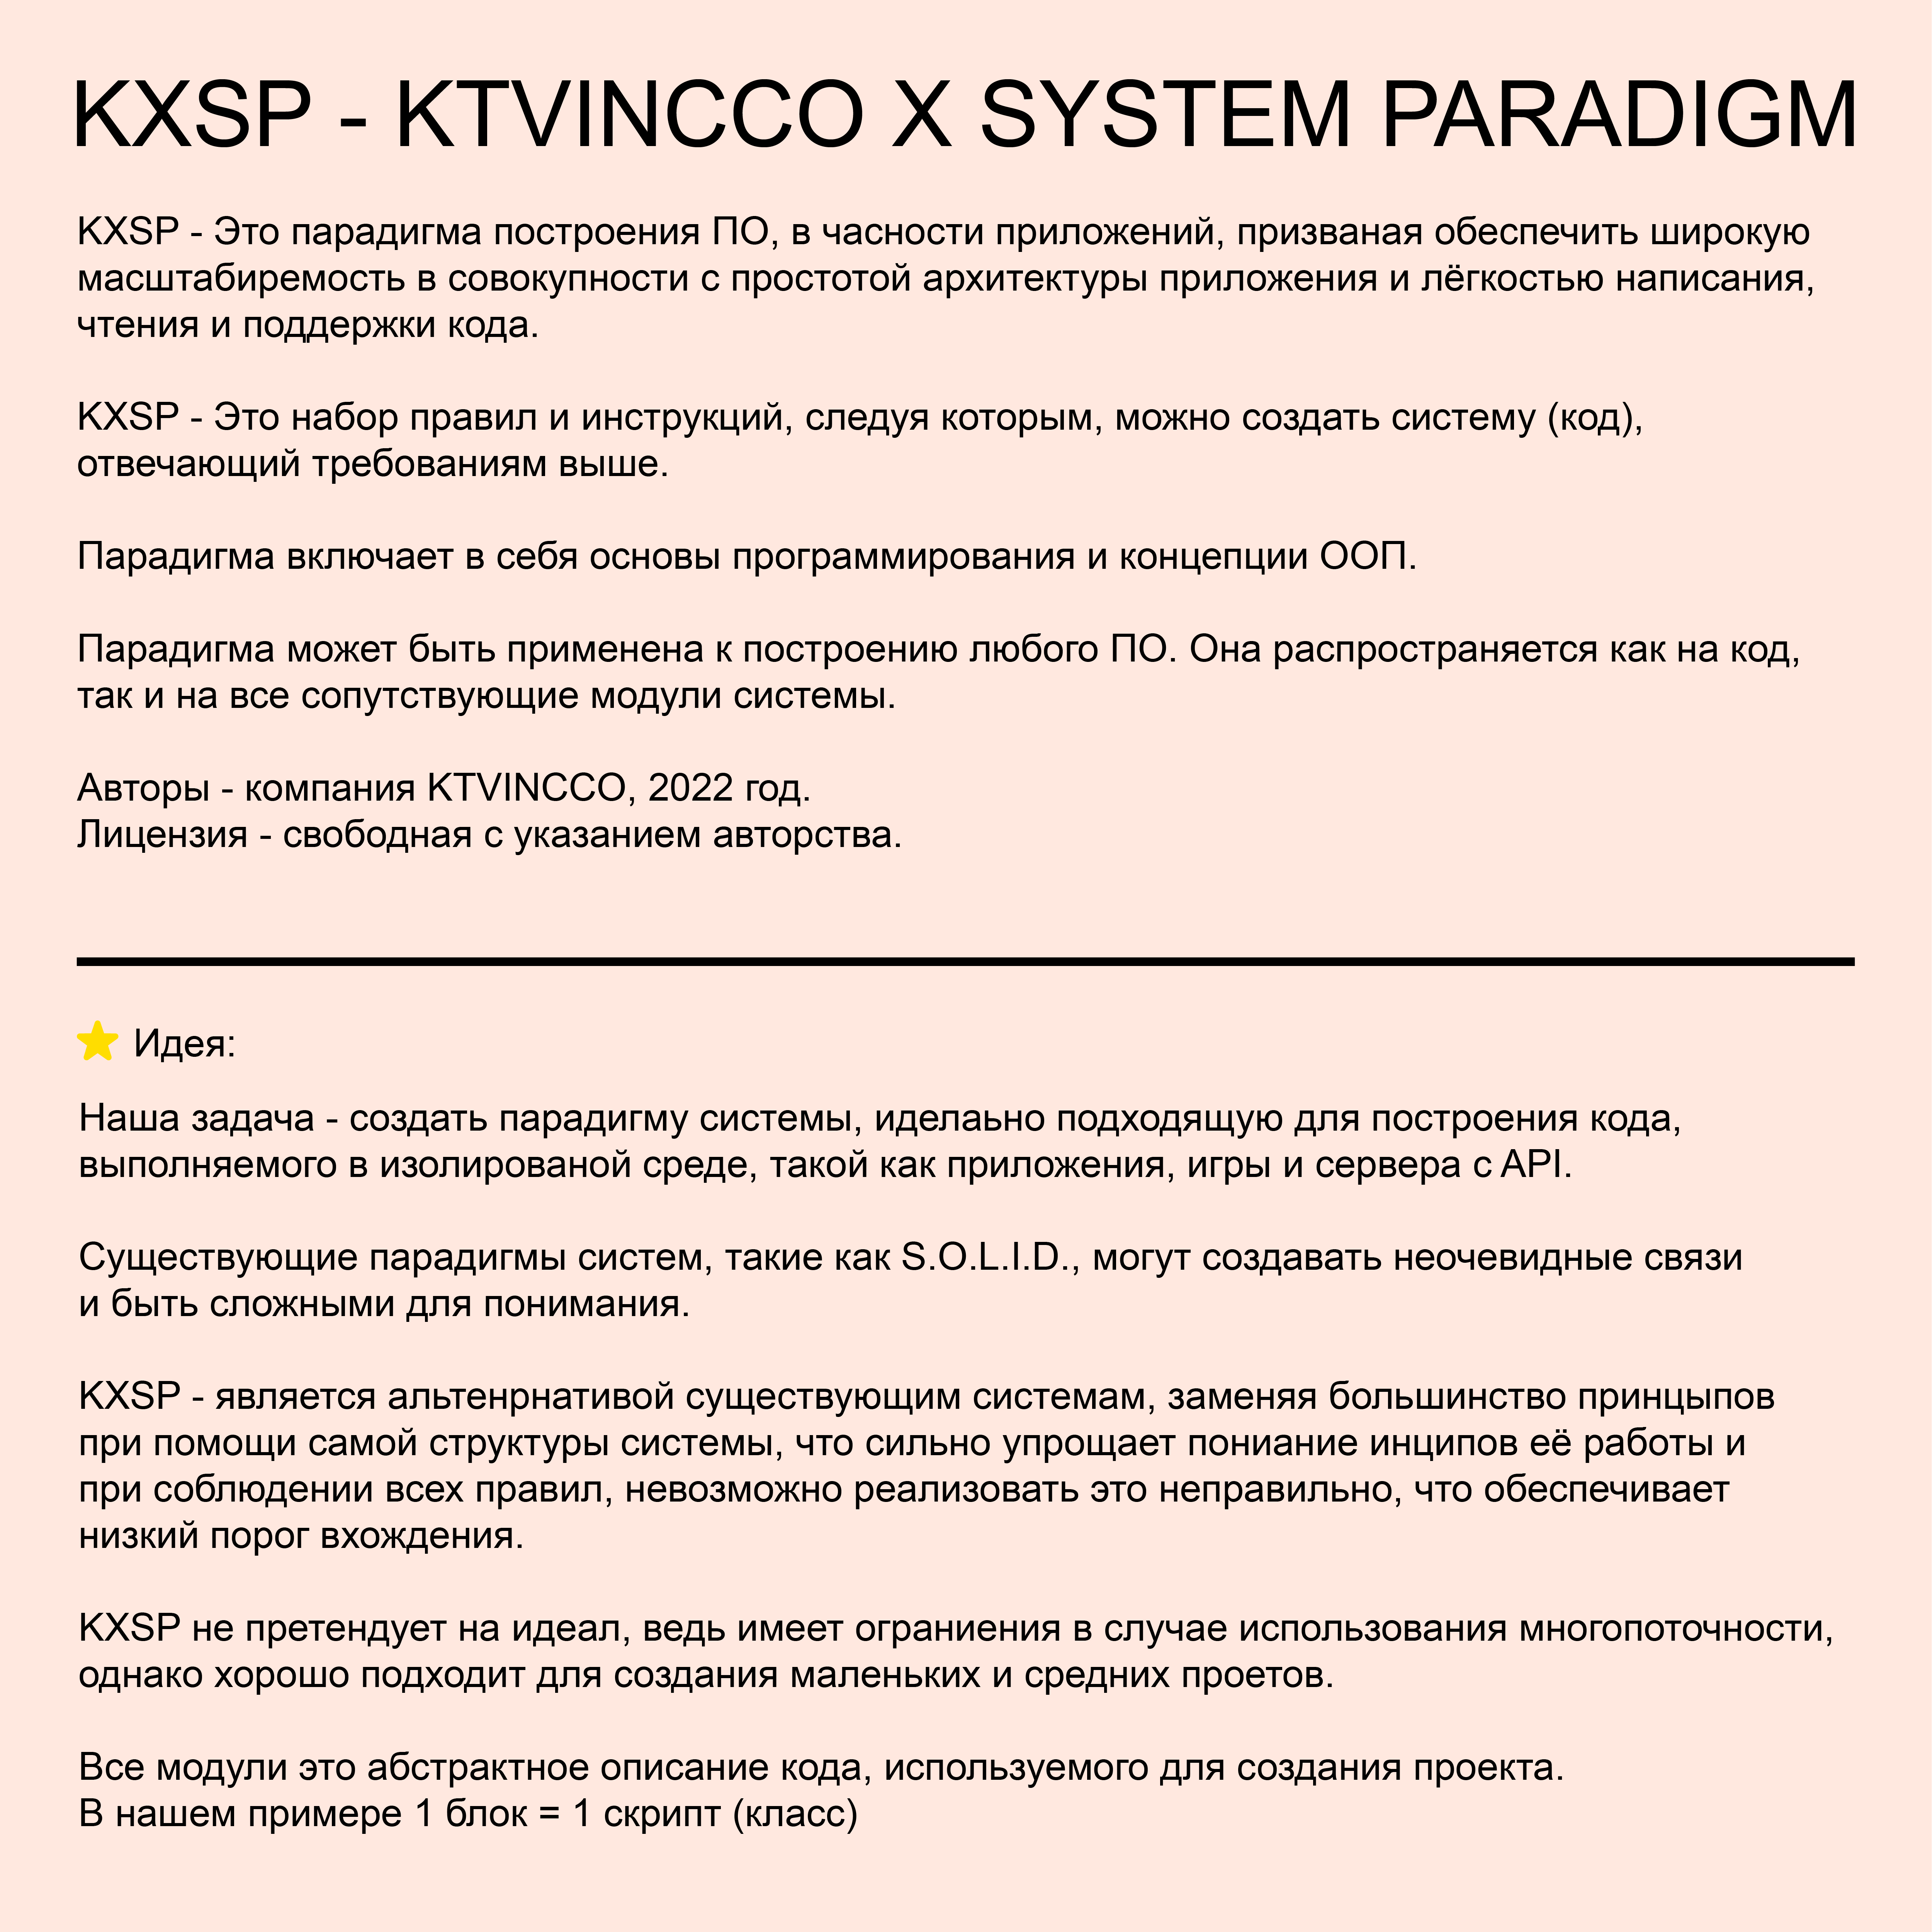 KXSP - KTVINCCO X SYSTEM PARADIGM
KXSP - Это парадигма построения ПО, в часности приложений, призваная обеспечить широкую
масштабиремость в совокупности с простотой архитектуры приложения и лёгкостью написания,
чтения и поддержки кода.
KXSP - Это набор правил и инструкций, следуя которым, можно создать систему (код),
отвечающий требованиям выше.
Парадигма включает в себя основы программирования и концепции ООП.
Парадигма может быть применена к построению любого ПО. Она распространяется как на код,
так и на все сопутствующие модули системы.
Авторы - компания KTVINCCO, 2022 год.
Лицензия - свободная с указанием авторства.
Идея:
Наша задача - создать парадигму системы, иделаьно подходящую для построения кода,
выполняемого в изолированой среде, такой как приложения, игры и сервера с API.
Существующие парадигмы систем, такие как S.O.L.I.D., могут создавать неочевидные связи
и быть сложными для понимания.
KXSP - является альтенрнативой существующим системам, заменяя большинство принцыпов
при помощи самой структуры системы, что сильно упрощает пониание инципов её работы и
при соблюдении всех правил, невозможно реализовать это неправильно, что обеспечивает
низкий порог вхождения.
KXSP не претендует на идеал, ведь имеет ограниения в случае использования многопоточности,
однако хорошо подходит для создания маленьких и средних проетов.
Все модули это абстрактное описание кода, используемого для создания проекта.
В нашем примере 1 блок = 1 скрипт (класс)